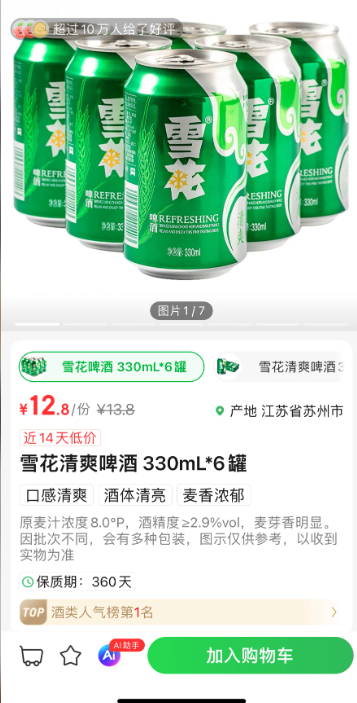 超过10万人给了好评
雪花
啤酒 REFRESHING
净含量:330ml
图片1/7
雪花啤酒 330mL*6罐
雪花清爽啤酒3
¥12.8/份 ¥13.8
产地 江苏省苏州市
近14天低价
雪花清爽啤酒 330mL*6罐
口感清爽 酒体清亮 麦香浓郁
原麦汁浓度8.0°P，酒精度≥2.9%vol，麦芽香明显。
因批次不同，会有多种包装，图示仅供参考，以收到
实物为准
保质期：360天
TOP 酒类人气榜第1名
Ai
AI助手
加入购物车